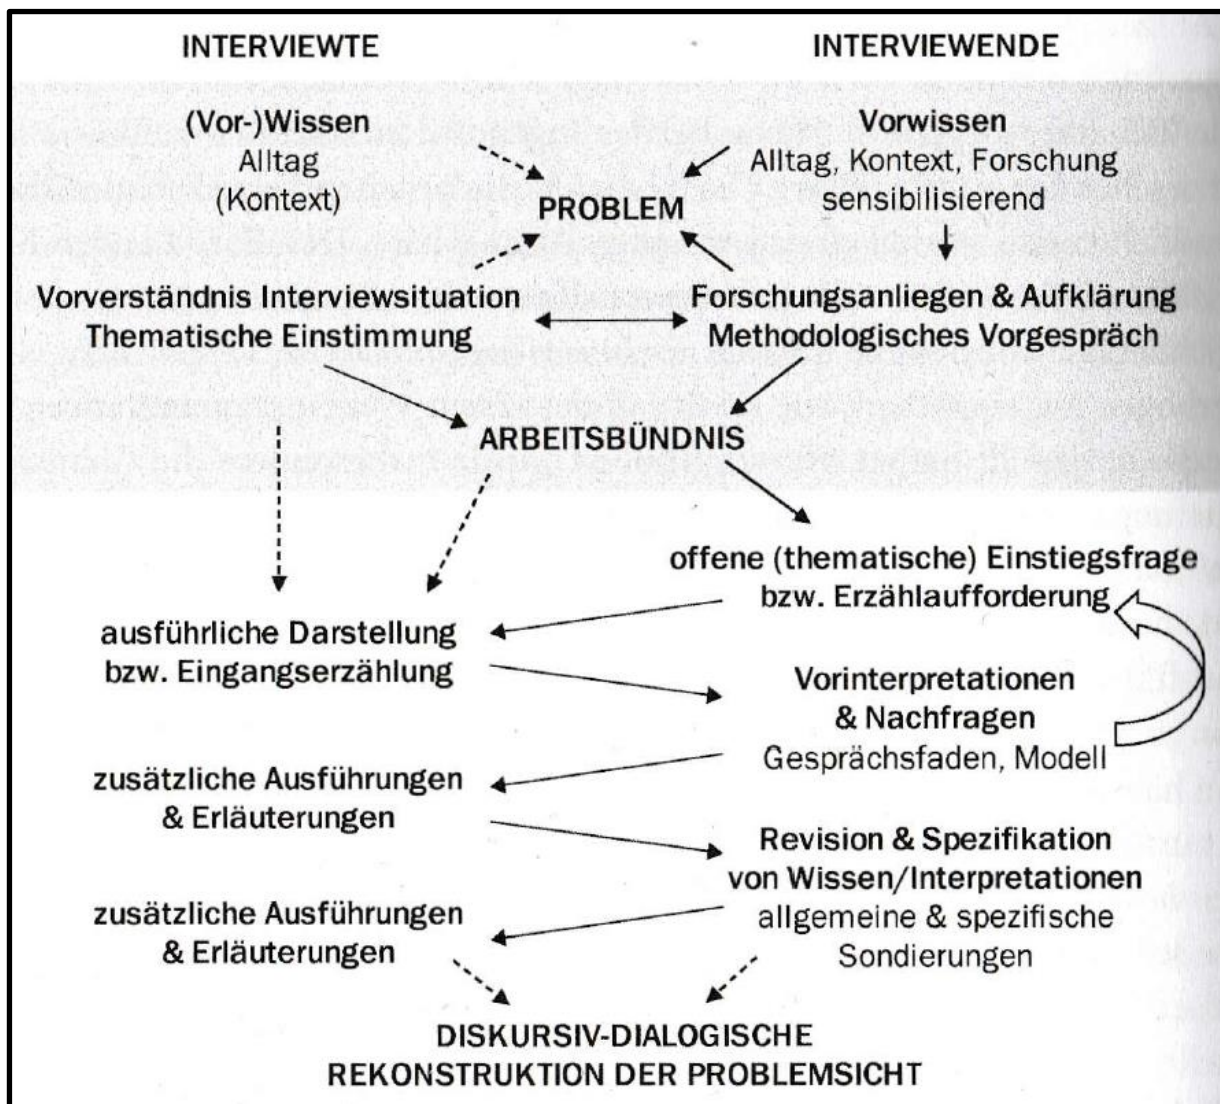 INTERVIEWTE
INTERVIEWENDE
(Vor-)Wissen
Alltag
(Kontext)
Vorwissen
Alltag, Kontext, Forschung
sensibilisierend
PROBLEM
Vorverständnis Interviewsituation
Thematische Einstimmung
Forschungsanliegen & Aufklärung
Methodologisches Vorgespräch
ARBEITSBÜNDNIS
offene (thematische) Einstiegsfrage
bzw. Erzählaufforderung
ausführliche Darstellung
bzw. Eingangserzählung
Vorinterpretationen
& Nachfragen
Gesprächsfaden, Modell
zusätzliche Ausführungen
& Erläuterungen
Revision & Spezifikation
von Wissen/Interpretationen
allgemeine & spezifische
Sondierungen
zusätzliche Ausführungen
& Erläuterungen
DISKURSIV-DIALOGISCHE
REKONSTRUKTION DER PROBLEMSICHT